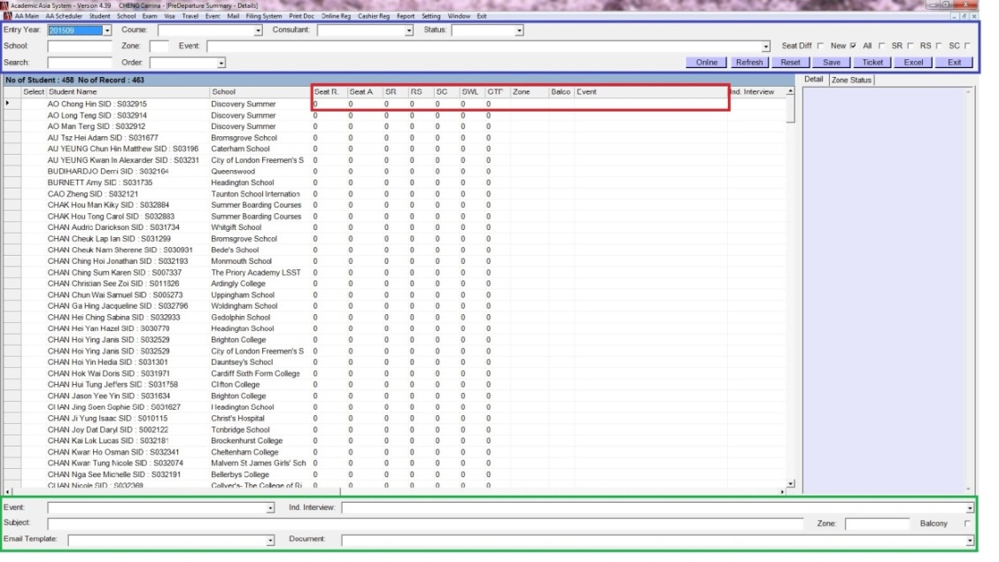 Academic Asia System - Version 4.39 CHENG Carrina - [PreDeparture Summary - Details]
AA Main AA Scheduler Student School Exam Visa Travel Event Mail Filing System Print Doc Online Reg Cashier Reg Report Setting Window Exit
Entry Year: 201509 Course: Consultant: Status:
School: Zone: Event: Seat Diff New All SR RS SC
Search: Order: Online Refresh Reset Save Ticket Excel Exit
No of Student : 458 No of Record : 463 Detail Zone Status
Select Student Name School Seat R. Seat A. SR RS SC SWL GTF Zone Balco Event Ind. Interview
AO Chong Hin SID : S032915 Discovery Summer 0 0 0 0 0 0 0
AO Long Teng SID : S032914 Discovery Summer 0 0 0 0 0 0 0
AO Man Teng SID : S032912 Discovery Summer 0 0 0 0 0 0 0
AU Tsz Hei Adam SID : S031677 Bromsgrove School 0 0 0 0 0 0 0
AU YEUNG Chun Hin Matthew SID : S03196 Caterham School 0 0 0 0 0 0 0
AU YEUNG Kwan In Alexander SID : S03231 City of London Freemen's S 0 0 0 0 0 0 0
BUDIHARDJO Demi SID : S032164 Queenswood 0 0 0 0 0 0 0
BURNETT Amy SID : S031735 Headington School 0 0 0 0 0 0 0
CAO Zheng SID : S032121 Taunton School Internation 0 0 0 0 0 0 0
CHAK Hou Man Kiky SID : S032884 Summer Boarding Courses 0 0 0 0 0 0 0
CHAK Hou Tong Carol SID : S032883 Summer Boarding Courses 0 0 0 0 0 0 0
CHAN Audric Darickson SID : S031734 Whitgift School 0 0 0 0 0 0 0
CHAN Cheuk Lap Ian SID : S031299 Bromsgrove School 0 0 0 0 0 0 0
CHAN Cheuk Nam Sherene SID : S030931 Bede's School 0 0 0 0 0 0 0
CHAN Ching Hoi Jonathan SID : S032193 Monmouth School 0 0 0 0 0 0 0
CHAN Ching Sum Karen SID : S007337 The Priory Academy LSST 0 0 0 0 0 0 0
CHAN Christian See Zoi SID : S011826 Ardingly College 0 0 0 0 0 0 0
CHAN Chun Wai Samuel SID : S005273 Uppingham School 0 0 0 0 0 0 0
CHAN Ga Hing Jacqueline SID : S032796 Woldingham School 0 0 0 0 0 0 0
CHAN Hei Ching Sabina SID : S032933 Godolphin School 0 0 0 0 0 0 0
CHAN Hei Yan Hazel SID : S030770 Headington School 0 0 0 0 0 0 0
CHAN Hoi Ying Janis SID : S032529 Brighton College 0 0 0 0 0 0 0
CHAN Hoi Ying Janis SID : S032529 City of London Freemen's S 0 0 0 0 0 0 0
CHAN Hoi Yin Hedia SID : S031301 Dauntsey's School 0 0 0 0 0 0 0
CHAN Hok Wai Doris SID : S031971 Cardiff Sixth Form College 0 0 0 0 0 0 0
CHAN Hui Tung Jeffers SID : S031758 Clifton College 0 0 0 0 0 0 0
CHAN Jason Yee Yin SID : S031634 Brighton College 0 0 0 0 0 0 0
CHAN Jing Soen Sophie SID : S031627 Headington School 0 0 0 0 0 0 0
CHAN Ji Yung Isaac SID : S010115 Christ's Hospital 0 0 0 0 0 0 0
CHAN Joy Dat Daryl SID : S002122 Tonbridge School 0 0 0 0 0 0 0
CHAN Kai Lok Lucas SID : S032181 Brockenhurst College 0 0 0 0 0 0 0
CHAN Kwan Ho Osman SID : S032341 Cheltenham College 0 0 0 0 0 0 0
CHAN Kwan Tung Nicole SID : S032074 Malvern St James Girls' Sch 0 0 0 0 0 0 0
CHAN Nga See Michelle SID : S032191 Bellerbys College 0 0 0 0 0 0 0
CHAN Nicole SID : S032369 Collyer's- The College of Ri 0 0 0 0 0 0 0
Event: Ind. Interview:
Subject: Zone: Balcony
Email Template: Document: